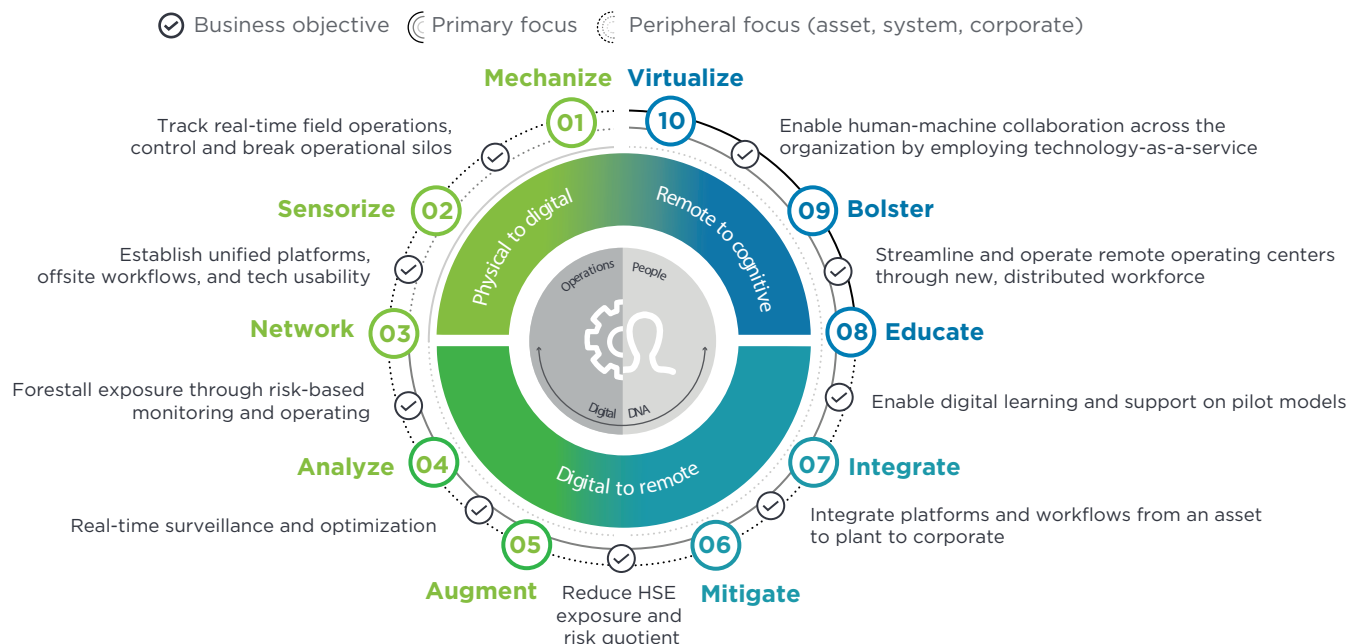 Business objective
Primary focus
Peripheral focus (asset, system, corporate)
Mechanize
Virtualize
01
10
Track real-time field operations,
control and break operational silos
Enable human-machine collaboration across the
organization by employing technology-as-a-service
Sensorize
02
09
Bolster
Physical to digital
Remote to cognitive
Establish unified platforms,
offsite workflows, and tech usability
Streamline and operate remote operating centers
through new, distributed workforce
Operations
People
Network
03
08
Educate
Forestall exposure through risk-based
monitoring and operating
Enable digital learning and support on pilot models
Digital DNA
Analyze
04
07
Integrate
Digital to remote
Real-time surveillance and optimization
Integrate platforms and workflows from an asset
to plant to corporate
05
06
Augment
Mitigate
Reduce HSE
exposure and
risk quotient